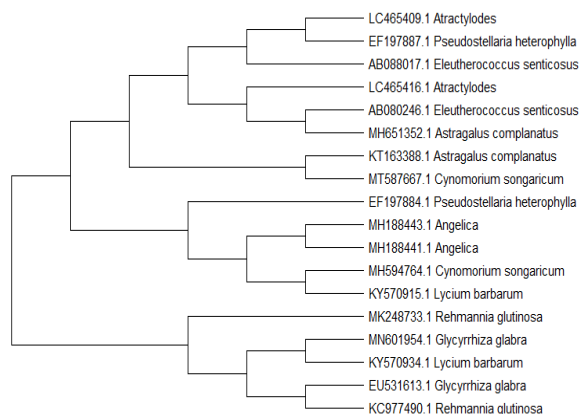 LC465409.1 Atractylodes
EF197887.1 Pseudostellaria heterophylla
AB088017.1 Eleutherococcus senticosus
LC465416.1 Atractylodes
AB080246.1 Eleutherococcus senticosus
MH651352.1 Astragalus complanatus
KT163388.1 Astragalus complanatus
MT587667.1 Cynomorium songaricum
EF197884.1 Pseudostellaria heterophylla
MH188443.1 Angelica
MH188441.1 Angelica
MH594764.1 Cynomorium songaricum
KY570915.1 Lycium barbarum
MK248733.1 Rehmannia glutinosa
MN601954.1 Glycyrrhiza glabra
KY570934.1 Lycium barbarum
EU531613.1 Glycyrrhiza glabra
KC977490.1 Rehmannia glutinosa